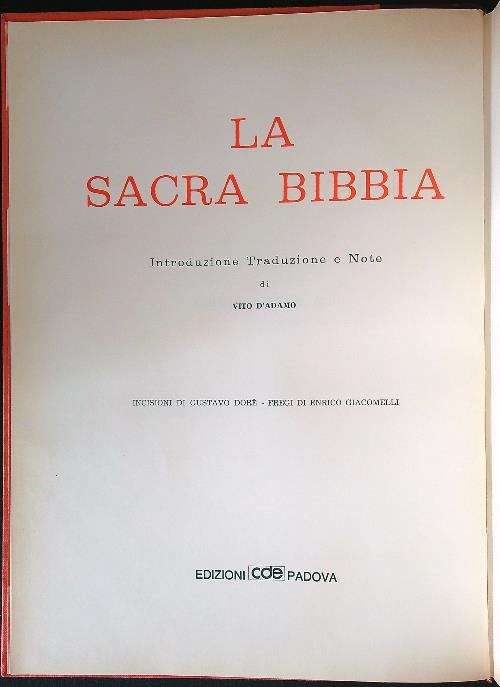 LA
SACRA BIBBIA
Introduzione Traduzione e Note
di
VITO D'ADAMO
INCISIONI DI GUSTAVO DORÈ - FREGI DI ENRICO GIACOMELLI
EDIZIONI cde PADOVA